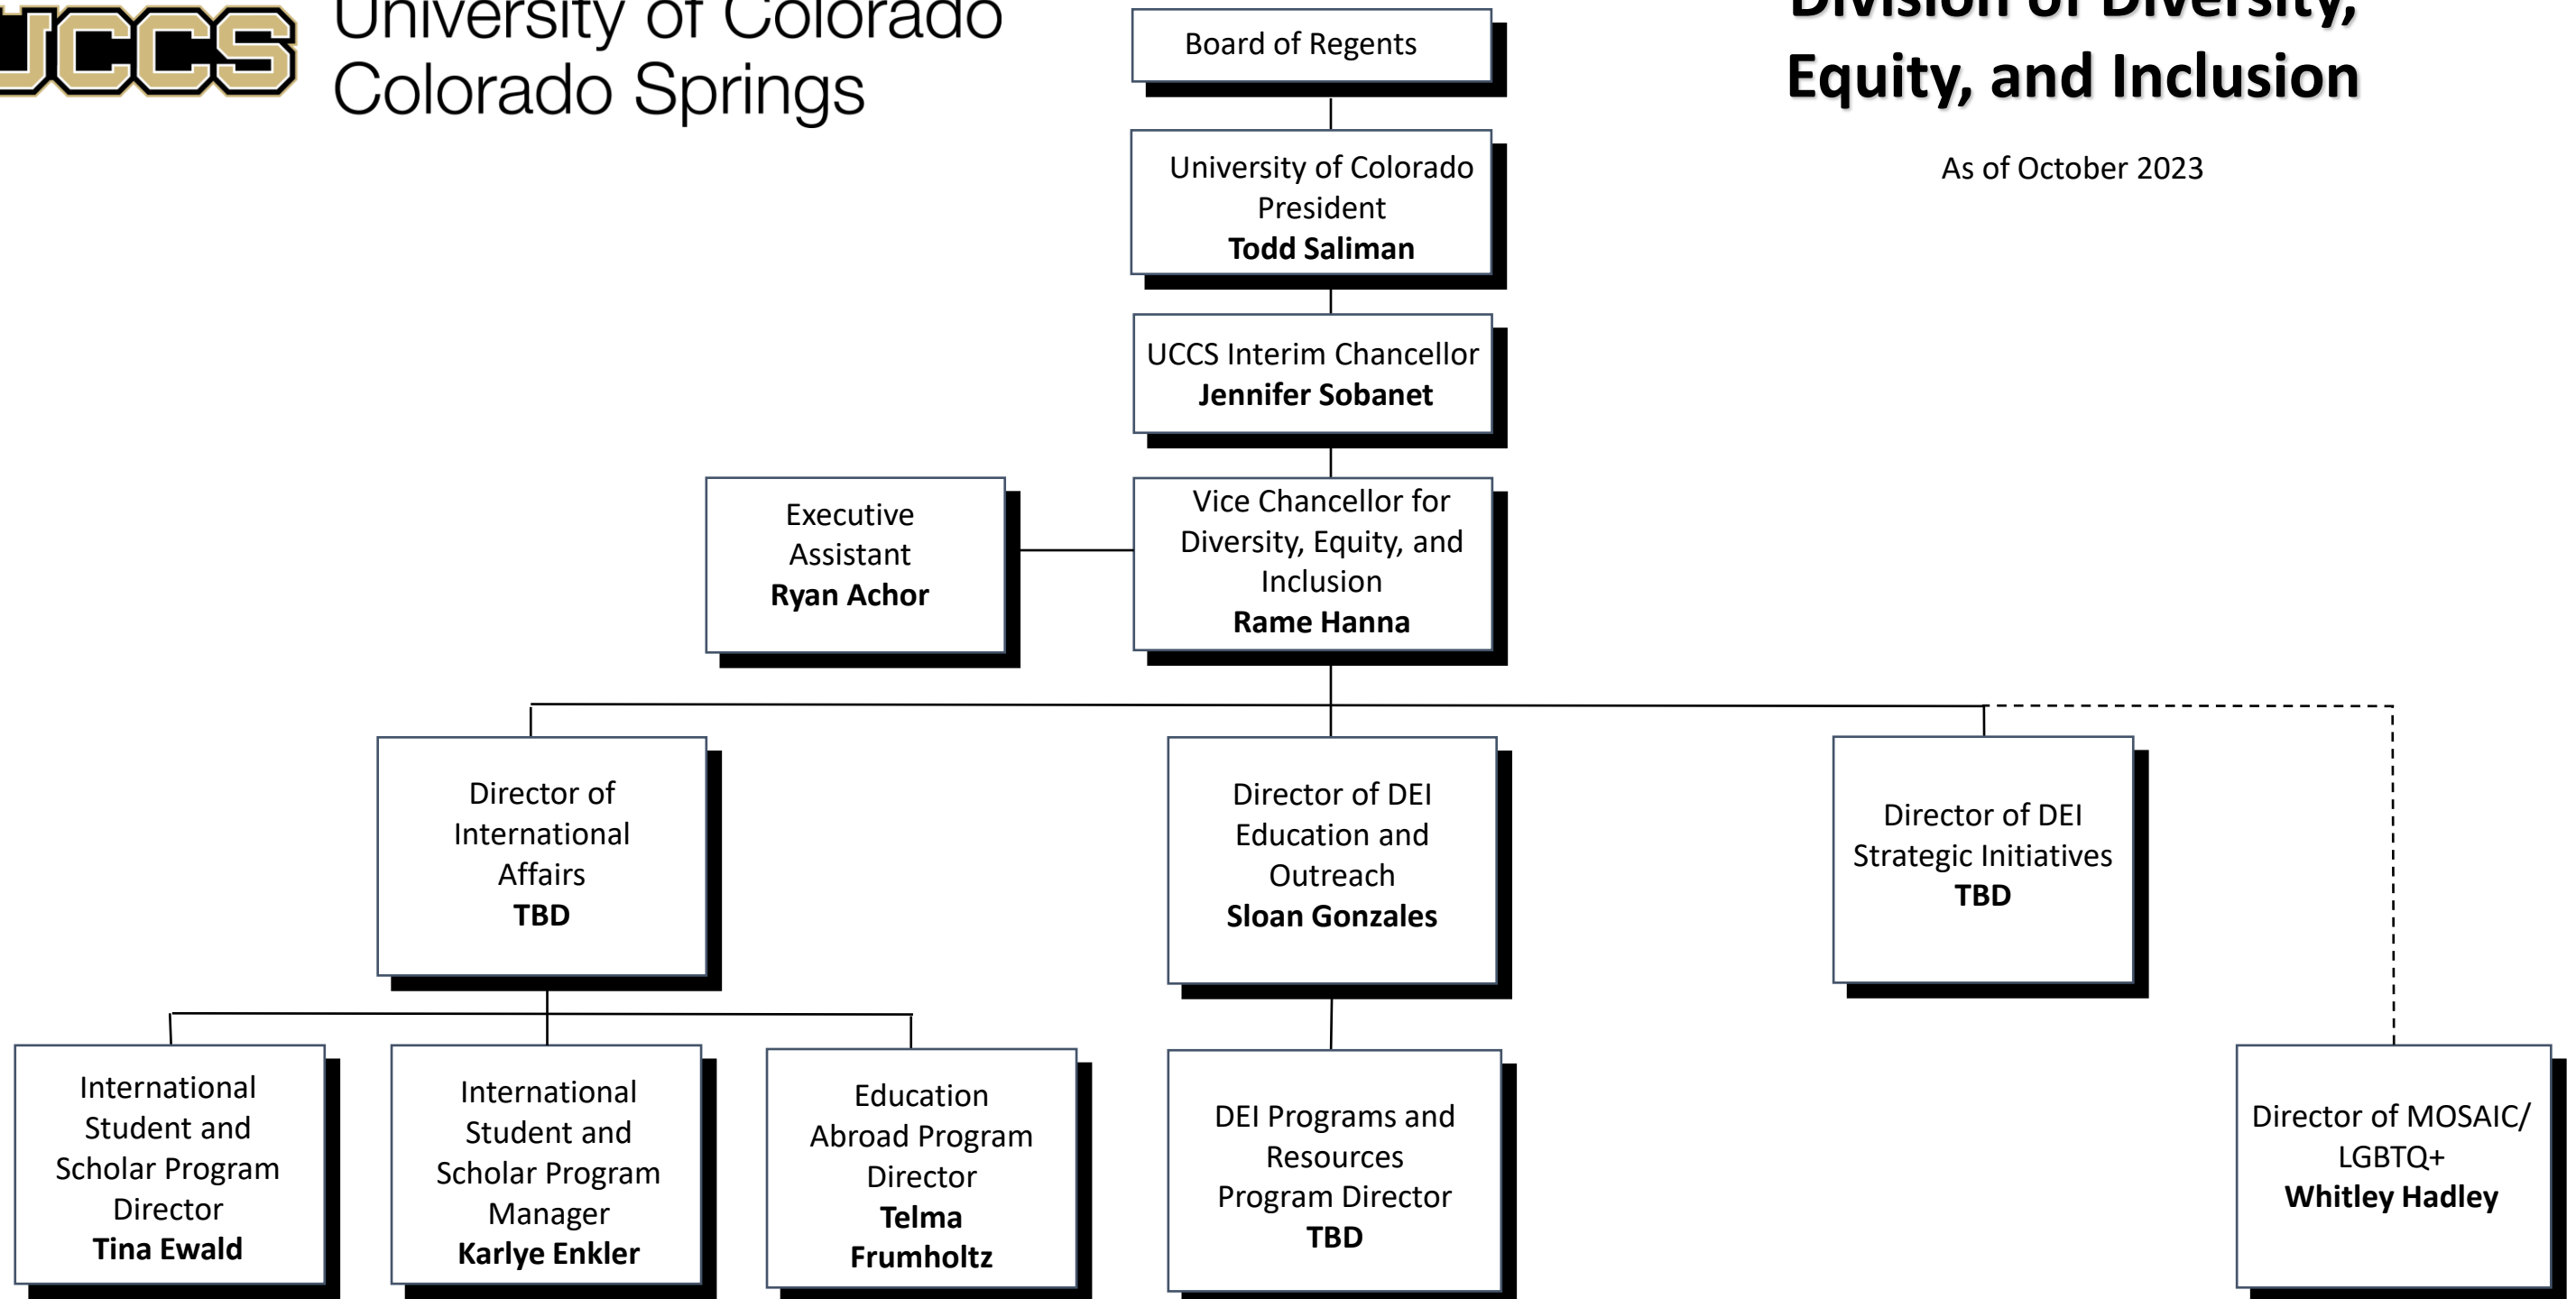 UCCS
University of Colorado
Colorado Springs
Division of Diversity,
Equity, and Inclusion
As of October 2023
Board of Regents
University of Colorado
President
Todd Saliman
UCCS Interim Chancellor
Jennifer Sobanet
Executive
Assistant
Ryan Achor
Vice Chancellor for
Diversity, Equity, and
Inclusion
Rame Hanna
Director of
International
Affairs
TBD
Director of DEI
Education and
Outreach
Sloan Gonzales
Director of DEI
Strategic Initiatives
TBD
International
Student and
Scholar Program
Director
Tina Ewald
International
Student and
Scholar Program
Manager
Karlye Enkler
Education
Abroad Program
Director
Telma
Frumholtz
DEI Programs and
Resources
Program Director
TBD
Director of MOSAIC/
LGBTQ+
Whitley Hadley